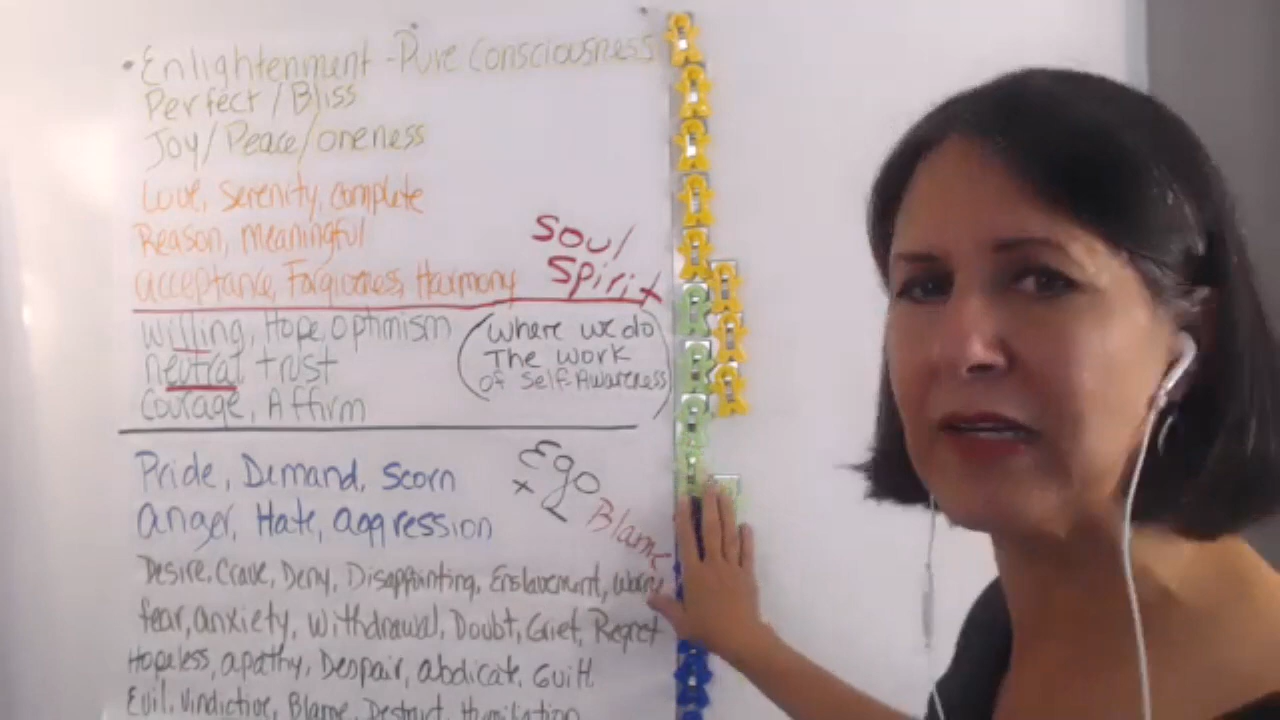 • Enlightenment - Pure Consciousness
Perfect / Bliss
Joy / Peace / oneness
Love, Serenity, complete
Reason, meaningful
acceptance, Forgiveness, Harmony
Soul
Spirit
Willing, Hope, Optimism
neutral trust
Courage, Affirm
(Where we do
The work
of Self-Awareness)
Pride, Demand, Scorn
anger, Hate, aggression
Ego
Blame
Desire, Crave, Deny, Disappointing, Enslavement,
fear, anxiety, withdrawal, Doubt, Grief, Regret
Hopeless, apathy, Despair, abdicate, Guilt
Evil, Vindictive, Blame, Destruct, Humiliation